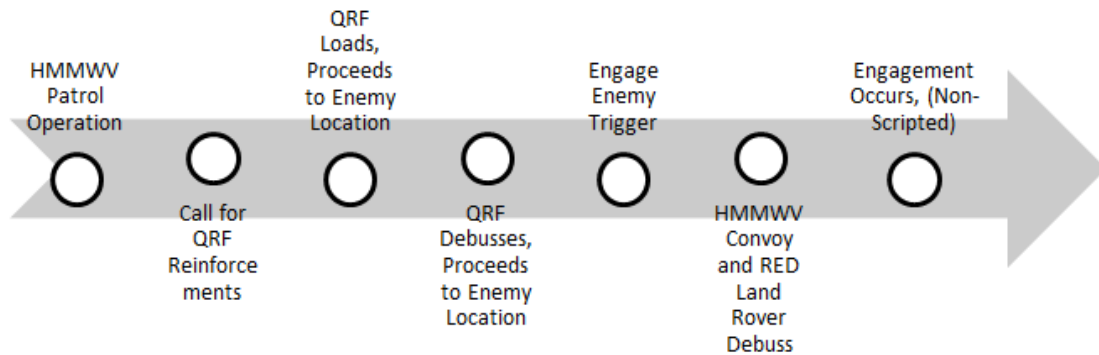 HMMWV
Patrol
Operation
Call for
QRF
Reinforce
ments
QRF
Loads,
Proceeds
to Enemy
Location
QRF
Debusses,
Proceeds
to Enemy
Location
Engage
Enemy
Trigger
HMMWV
Convoy
and RED
Land
Rover
Debuss
Engagement
Occurs, (Non-
Scripted)